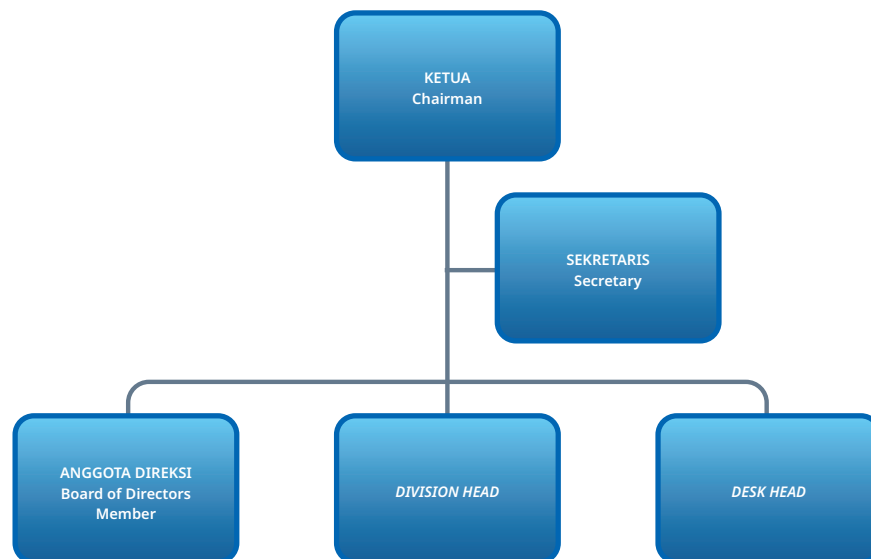 KETUA
Chairman
SEKRETARIS
Secretary
ANGGOTA DIREKSI
Board of Directors
Member
DIVISION HEAD
DESK HEAD